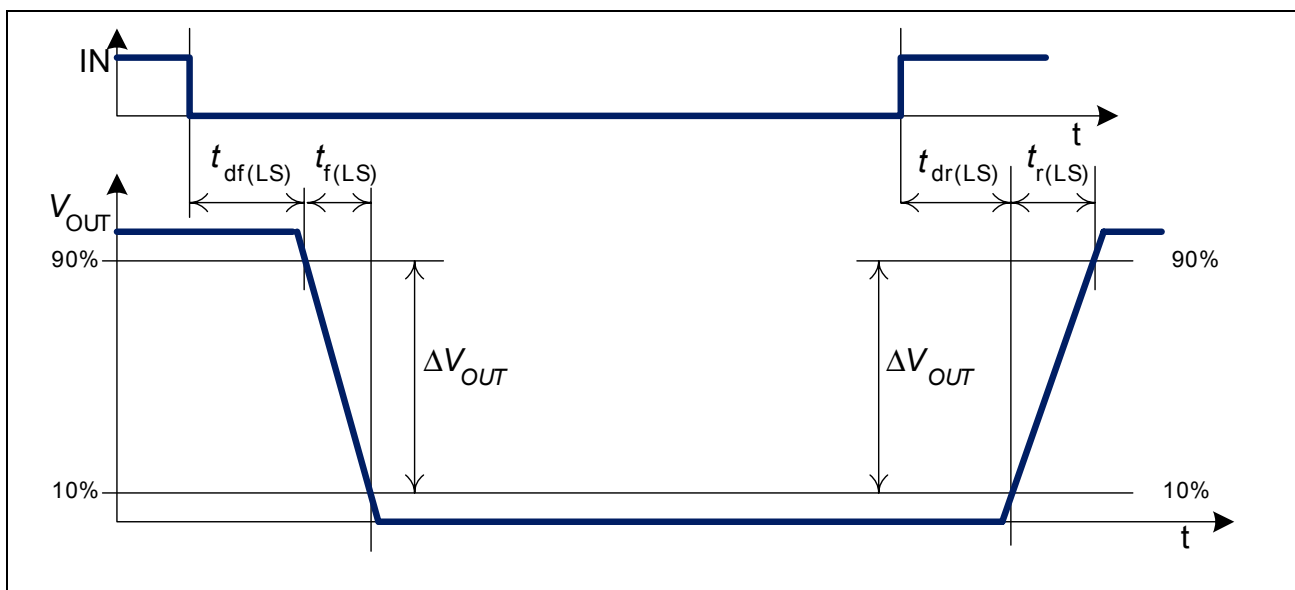 IN
t
t df(LS)
t f(LS)
t dr(LS)
t r(LS)
V OUT
90%
90%
ΔV OUT
ΔV OUT
10%
10%
t